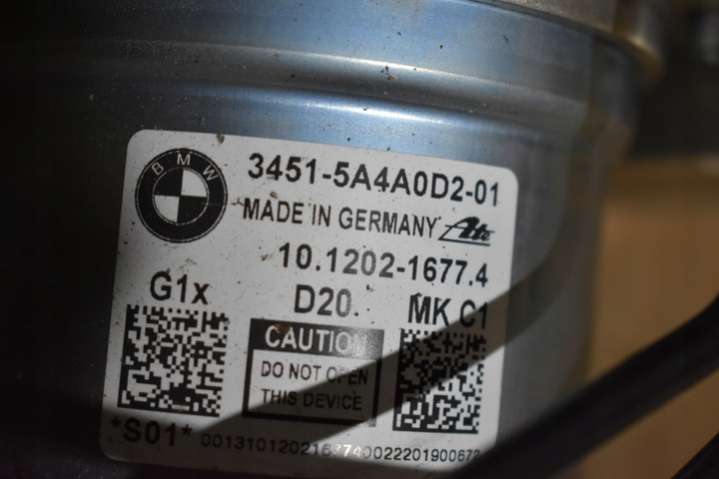 BMW
3451-5A4A0D2-01
MADE IN GERMANY Ate
10.1202-1677.4
G1x D20. MK C1
CAUTION
DO NOT OPEN
THIS DEVICE
*S01*